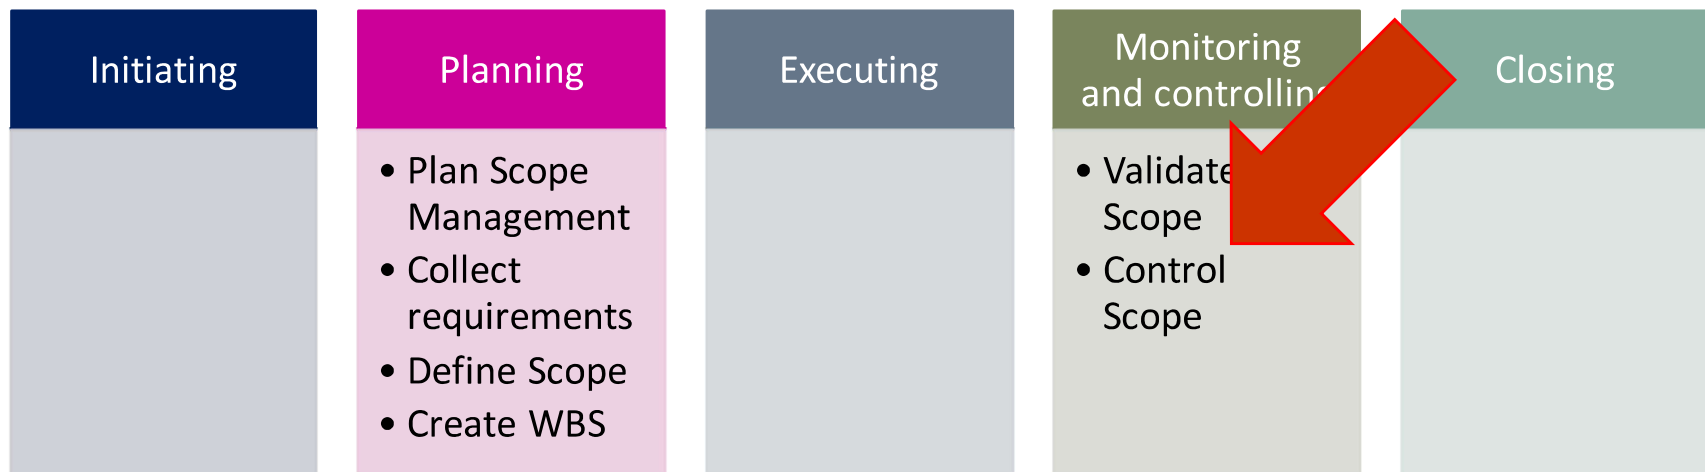 Initiating
Planning
• Plan Scope
Management
• Collect
requirements
• Define Scope
• Create WBS
Executing
Monitoring
and controlling
• Validate
Scope
• Control
Scope
Closing